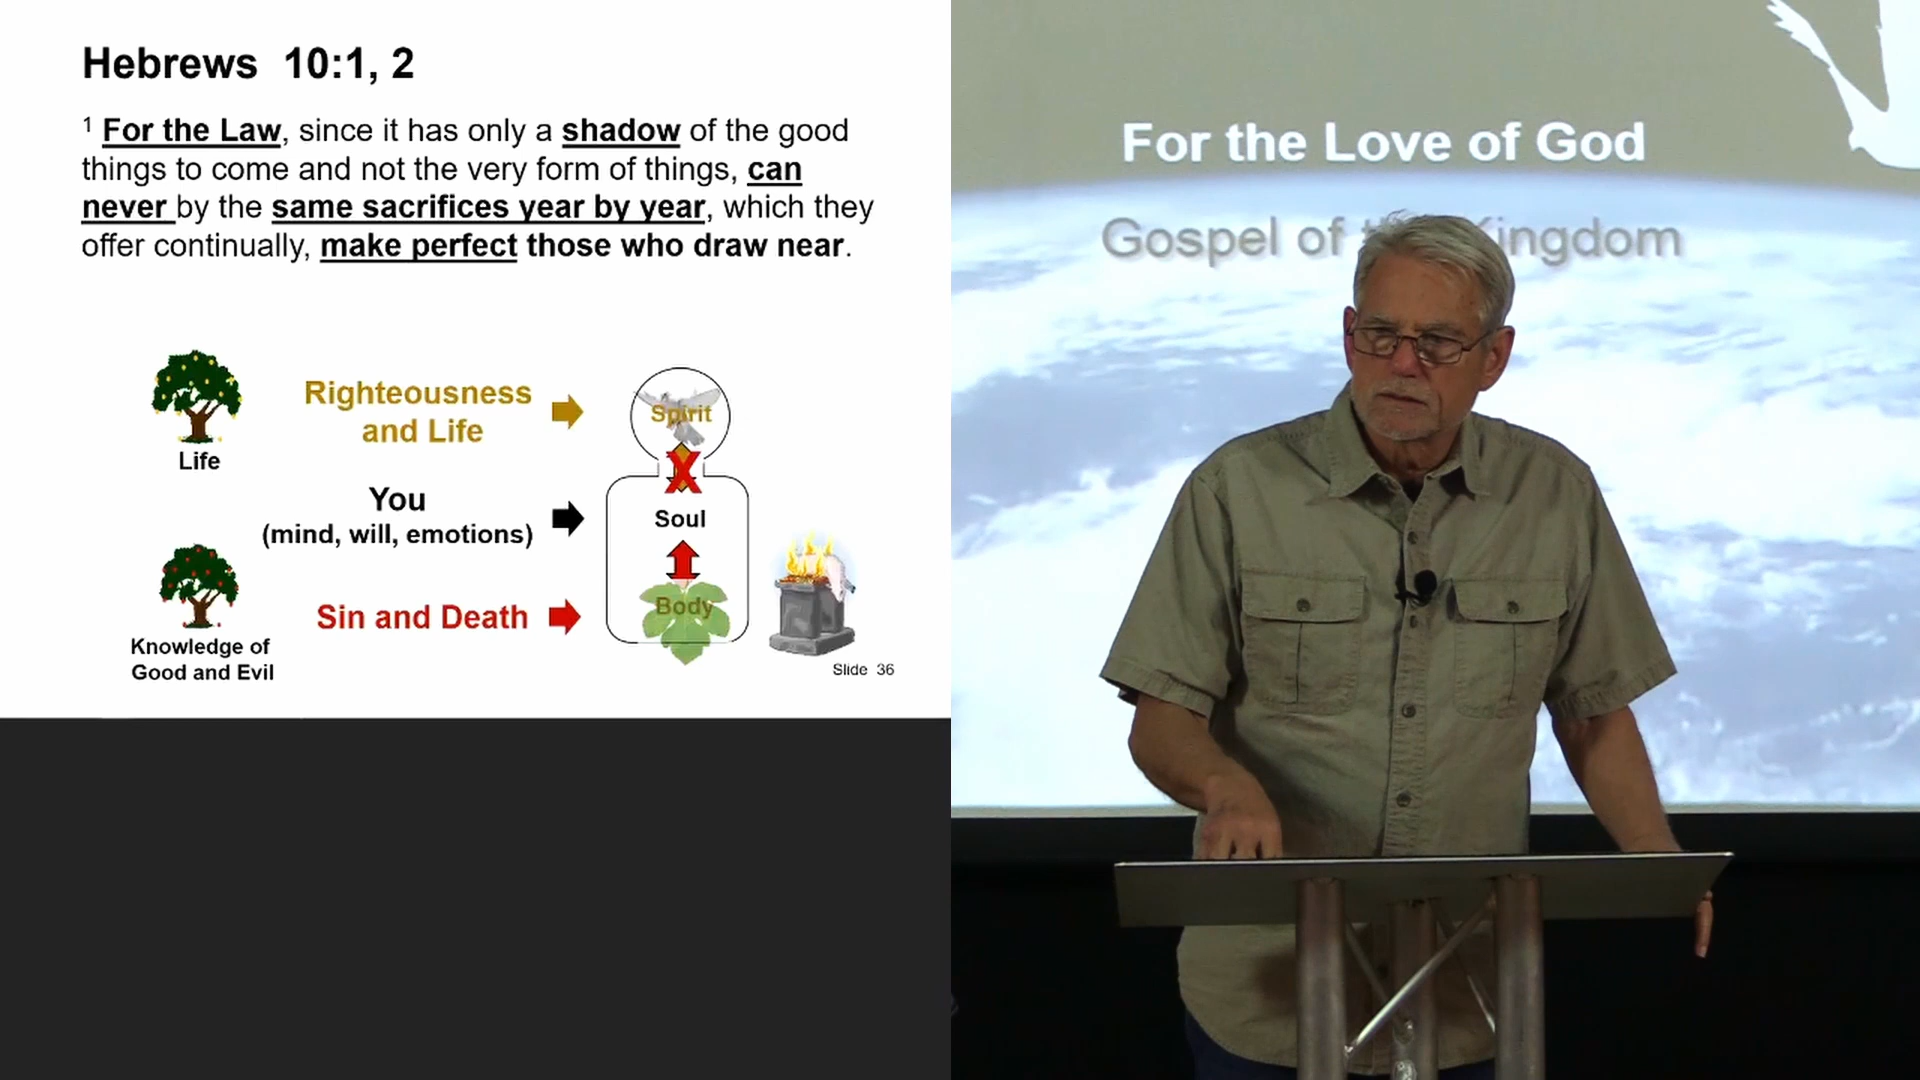 Hebrews 10:1, 2
1 For the Law, since it has only a shadow of the good
things to come and not the very form of things, can
never by the same sacrifices year by year, which they
offer continually, make perfect those who draw near.
Life
Righteousness
and Life
Spirit
X
You
(mind, will, emotions)
Soul
Knowledge of
Good and Evil
Sin and Death
Body
Slide 36
For the Love of God
Gospel of Kingdom